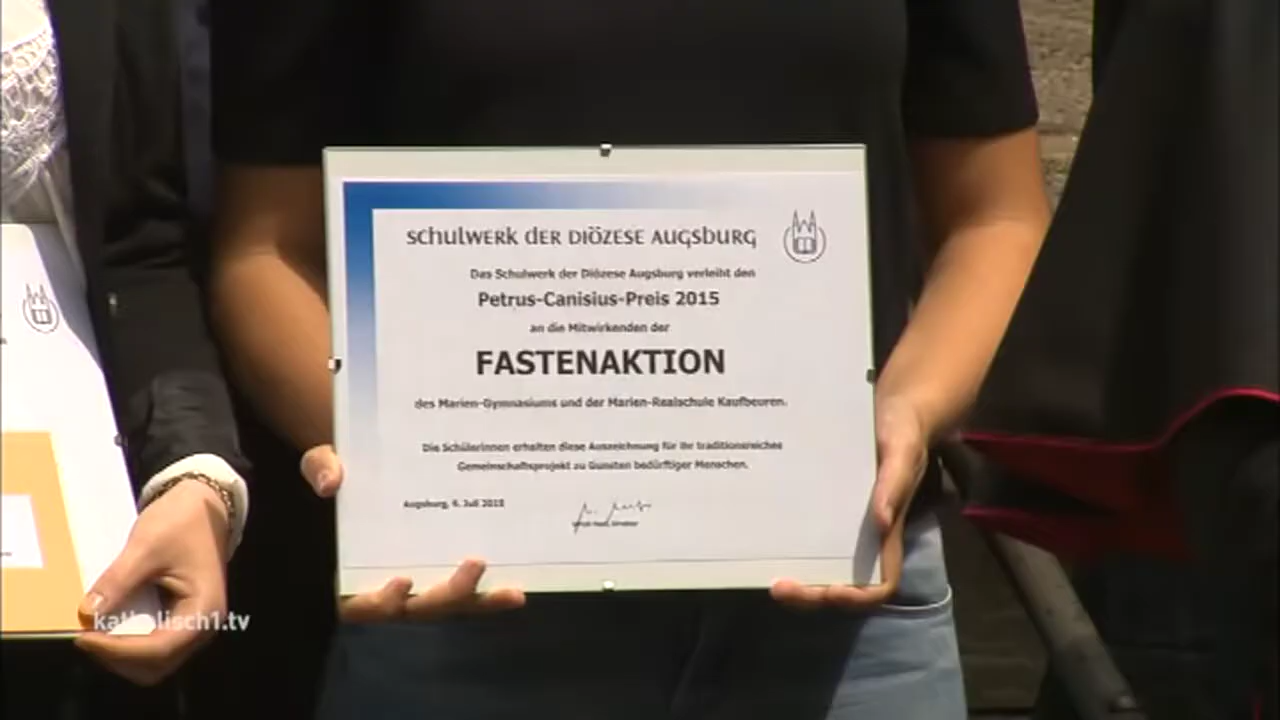 schulwerk der diözese augsburg
Das Schulwerk der Diözese Augsburg verleiht den
Petrus-Canisius-Preis 2015
an die Mitwirkenden der
FASTENAKTION
des Marien-Gymnasiums und der Marien-Realschule Kaufbeuren.
Die Schülerinnen erhalten diese Auszeichnung für ihr traditionsreiches
Gemeinschaftsprojekt zu Gunsten bedürftiger Menschen.
Augsburg, Juli 2015
katholisch1.tv